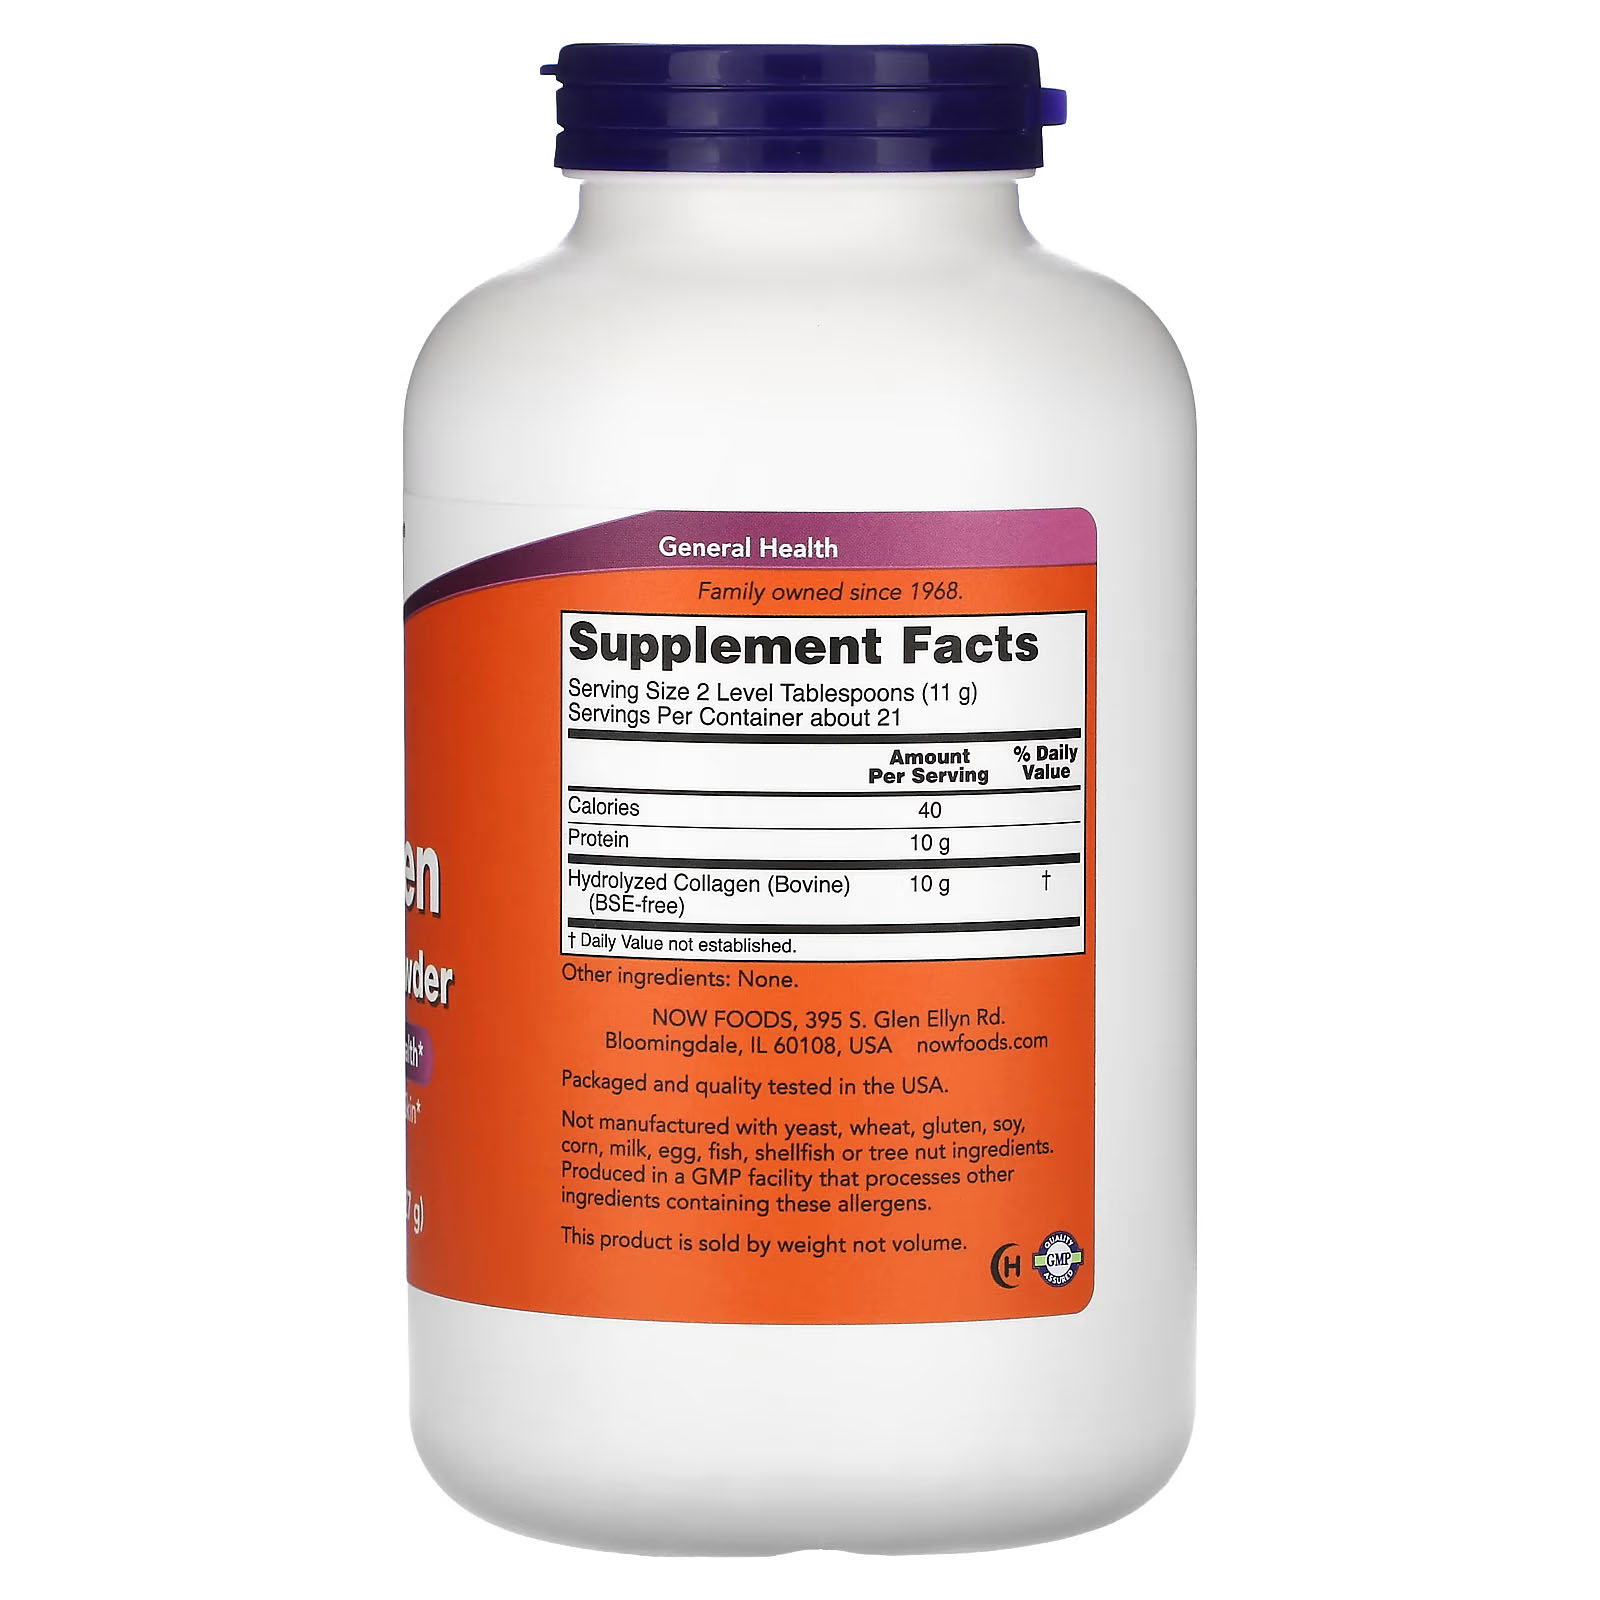 General Health
Family owned since 1968.
Supplement Facts
Serving Size 2 Level Tablespoons (11 g)
Servings Per Container about 21
Amount Per Serving
% Daily Value
Calories 40
Protein 10 g
Hydrolyzed Collagen (Bovine) 10 g †
(BSE-free)
† Daily Value not established.
Other ingredients: None.
NOW FOODS, 395 S. Glen Ellyn Rd.
Bloomingdale, IL 60108, USA nowfoods.com
Packaged and quality tested in the USA.
Not manufactured with yeast, wheat, gluten, soy,
corn, milk, egg, fish, shellfish or tree nut ingredients.
Produced in a GMP facility that processes other
ingredients containing these allergens.
This product is sold by weight not volume.
H
QUALITY
GMP
ASSURED